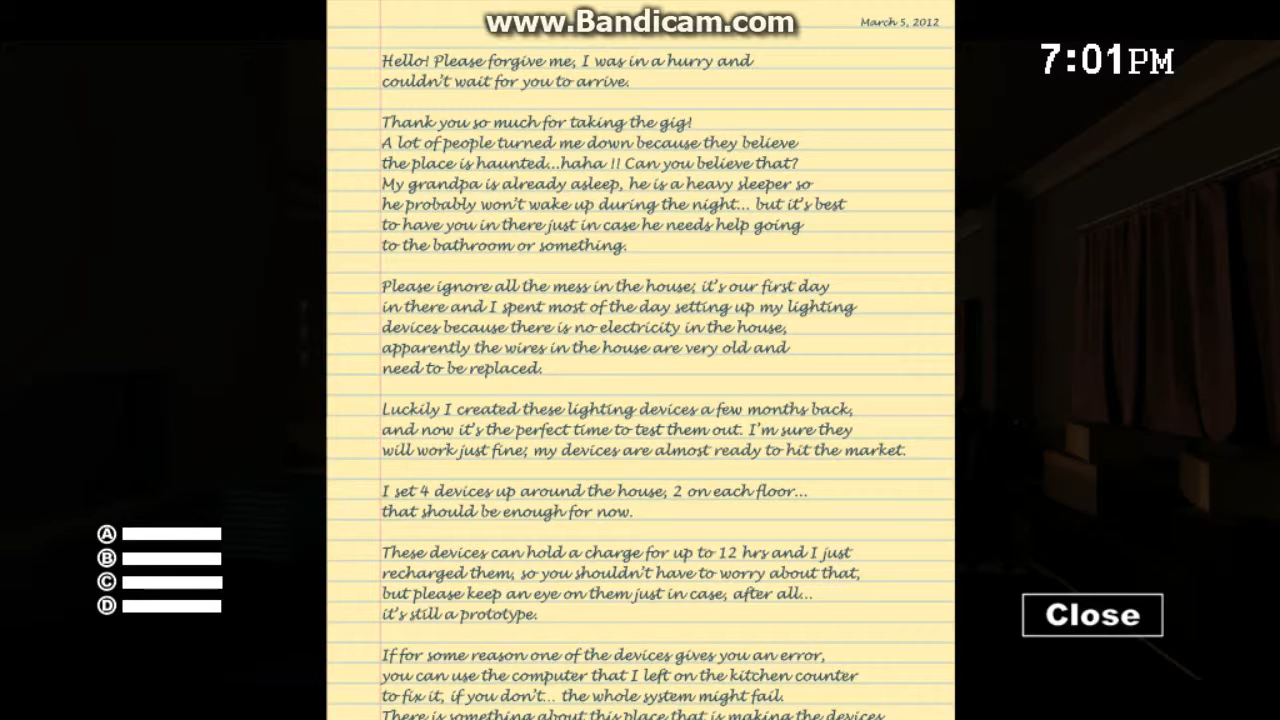 www.Bandicam.com
March 5, 2012
7:01PM
Hello! Please forgive me, I was in a hurry and
couldn't wait for you to arrive.
Thank you so much for taking the gig!
A lot of people turned me down because they believe
the place is haunted...haha !! Can you believe that?
My grandpa is already asleep, he is a heavy sleeper so
he probably won't wake up during the night... but it's best
to have you in there just in case he needs help going
to the bathroom or something.
Please ignore all the mess in the house; it's our first day
in there and I spent most of the day setting up my lighting
devices because there is no electricity in the house,
apparently the wires in the house are very old and
need to be replaced.
Luckily I created these lighting devices a few months back,
and now it's the perfect time to test them out. I'm sure they
will work just fine; my devices are almost ready to hit the market.
I set 4 devices up around the house, 2 on each floor...
that should be enough for now.
These devices can hold a charge for up to 12 hrs and I just
recharged them, so you shouldn't have to worry about that,
but please keep an eye on them just in case, after all...
it's still a prototype.
If for some reason one of the devices gives you an error,
you can use the computer that I left on the kitchen counter
to fix it, if you don't... the whole system might fail.
There is something about this place that is making the devices
A
B
C
D
Close